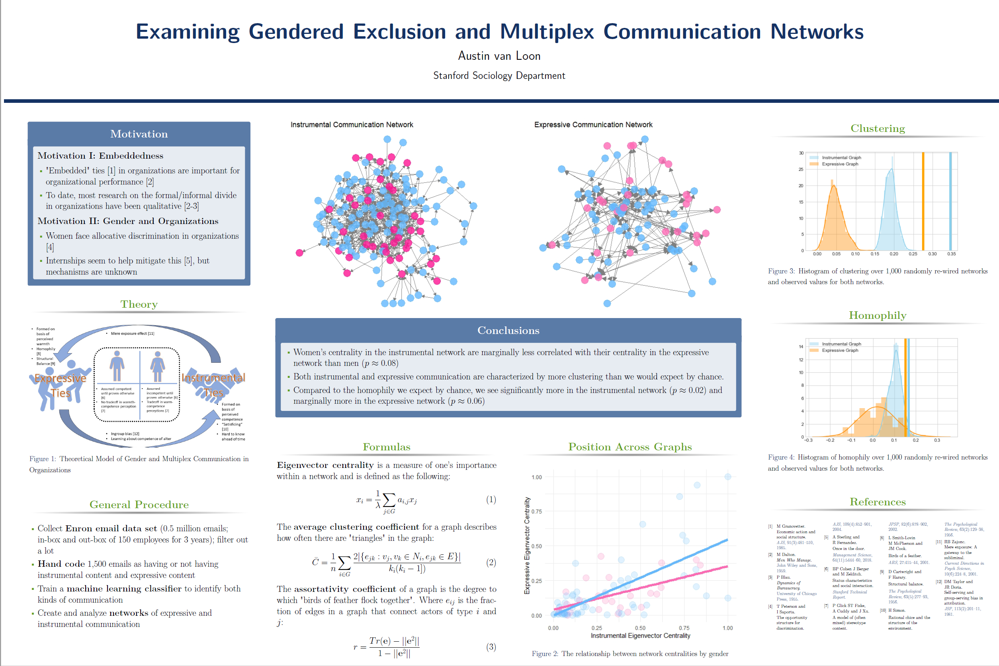 Examining Gendered Exclusion and Multiplex Communication Networks
Austin van Loon
Stanford Sociology Department
Motivation
Motivation I: Embeddedness
▪ "Embedded" ties [1] in organizations are important for
organizational performance [2]
▪ To date, most research on the formal/informal divide
in organizations have been qualitative [2-3]
Motivation II: Gender and Organizations
▪ Women face allocative discrimination in organizations
[4]
▪ Internships seem to help mitigate this [5], but
mechanisms are unknown
Theory
• Formed on
basis of
perceived
warmth
• Homophily
[8]
• Structural
Balance [9]
• Mere exposure effect [11]
Expressive
Ties
Instrumental
Ties
• Assumed competent
until proven otherwise
[6]
• No tradeoff in warmth-
competence perception
[7]
• Assumed
incompetent until
proven otherwise [6]
• Tradeoff in warm-
competence
perceptions [7]
• Formed on
basis of
perceived
competence
• "Satisficing"
[10]
• Hard to know
ahead of time
• Ingroup bias [12]
• Learning about competence of alter
Figure 1: Theoretical Model of Gender and Multiplex Communication in
Organizations
General Procedure
▪ Collect Enron email data set (0.5 million emails;
in-box and out-box of 150 employees for 3 years); filter out
a lot
▪ Hand code 1,500 emails as having or not having
instrumental content and expressive content
▪ Train a machine learning classifier to identify both
kinds of communication
▪ Create and analyze networks of expressive and
instrumental communication
Instrumental Communication Network
Expressive Communication Network
Conclusions
▪ Women's centrality in the instrumental network are marginally less correlated with their centrality in the expressive
network than men (p ≈ 0.08)
▪ Both instrumental and expressive communication are characterized by more clustering than we would expect by chance.
▪ Compared to the homophily we expect by chance, we see significantly more in the instrumental network (p ≈ 0.02) and
marginally more in the expressive network (p ≈ 0.06)
Formulas
Eigenvector centrality is a measure of one's importance
within a network and is defined as the following:
x_i = 1/λ ∑_{j∈G} a_{i,j}x_j (1)
The average clustering coefficient for a graph describes
how often there are "triangles" in the graph:
C̄ = 1/n ∑_{i∈G} 2|{e_{jk} : v_j, v_k ∈ N_i, e_{jk} ∈ E}| / k_i(k_i − 1]) (2)
The assortativity coefficient of a graph is the degree to
which "birds of feather flock together". Where e_{ij} is the frac-
tion of edges in a graph that connect actors of type i and
j:
r = Tr(e) − ||e²|| / 1 − ||e²|| (3)
Position Across Graphs
Expressive Eigenvector Centrality
1.00
0.75
0.50
0.25
0.00
0.00 0.25 0.50 0.75 1.00
Instrumental Eigenvector Centrality
Figure 2: The relationship between network centralities by gender
Clustering
Instrumental Graph
Expressive Graph
30
25
20
15
10
5
0
0.00 0.05 0.10 0.15 0.20 0.25 0.30 0.35
Figure 3: Histogram of clustering over 1,000 randomly re-wired networks
and observed values for both networks.
Homophily
Instrumental Graph
Expressive Graph
14
12
10
8
6
4
2
0
−0.3 −0.2 −0.1 0.0 0.1 0.2 0.3
Figure 4: Histogram of homophily over 1,000 randomly re-wired networks
and observed values for both networks.
References
[1] M Granovetter.
Economic action and
social structure.
AJS, 91(3):481–510,
1985.
[2] M Dalton.
Men Who Manage.
John Wiley and Sons,
1959.
[3] P Blau.
Dynamics of
Bureaucracy.
University of Chicago
Press, 1955.
[4] T Peterson and
I Saporta.
The opportunity
structure for
discrimination.
AJS, 109(4):852–901,
2004.
[5] A Sterling and
R Fernandez.
Once in the door.
Management Science,
64(11):5444–60, 2018.
[6] BP Cohen J Berger
and M Zelditch.
Status characteristics
and social interaction.
Stanford Technical
Report.
[7] P Glick ST Fiske,
A Cuddy and J Xu.
A model of (often
mixed) stereotype
content.
JPSP, 82(6):878–902,
2002.
[8] L Smith-Lovin
M McPherson and
JM Cook.
Birds of a feather.
ARS, 27:415–44, 2001.
[9] D Cartwright and
F Harary.
Structural balance.
The Psychological
Review, 63(5):277–93,
1956.
[10] H Simon.
Rational chice and the
structure of the
environment.
The Psychological
Review, 63(2):129–38,
1956.
[11] RB Zajonc.
Mere exposure: A
gateway to the
subliminal.
Current Directions in
Psych Science,
10(6):224–8, 2001.
[12] DM Taylor and
JR Doria.
Self-serving and
group-serving bias in
attribution.
JSP, 113(2):201–11,
1981.